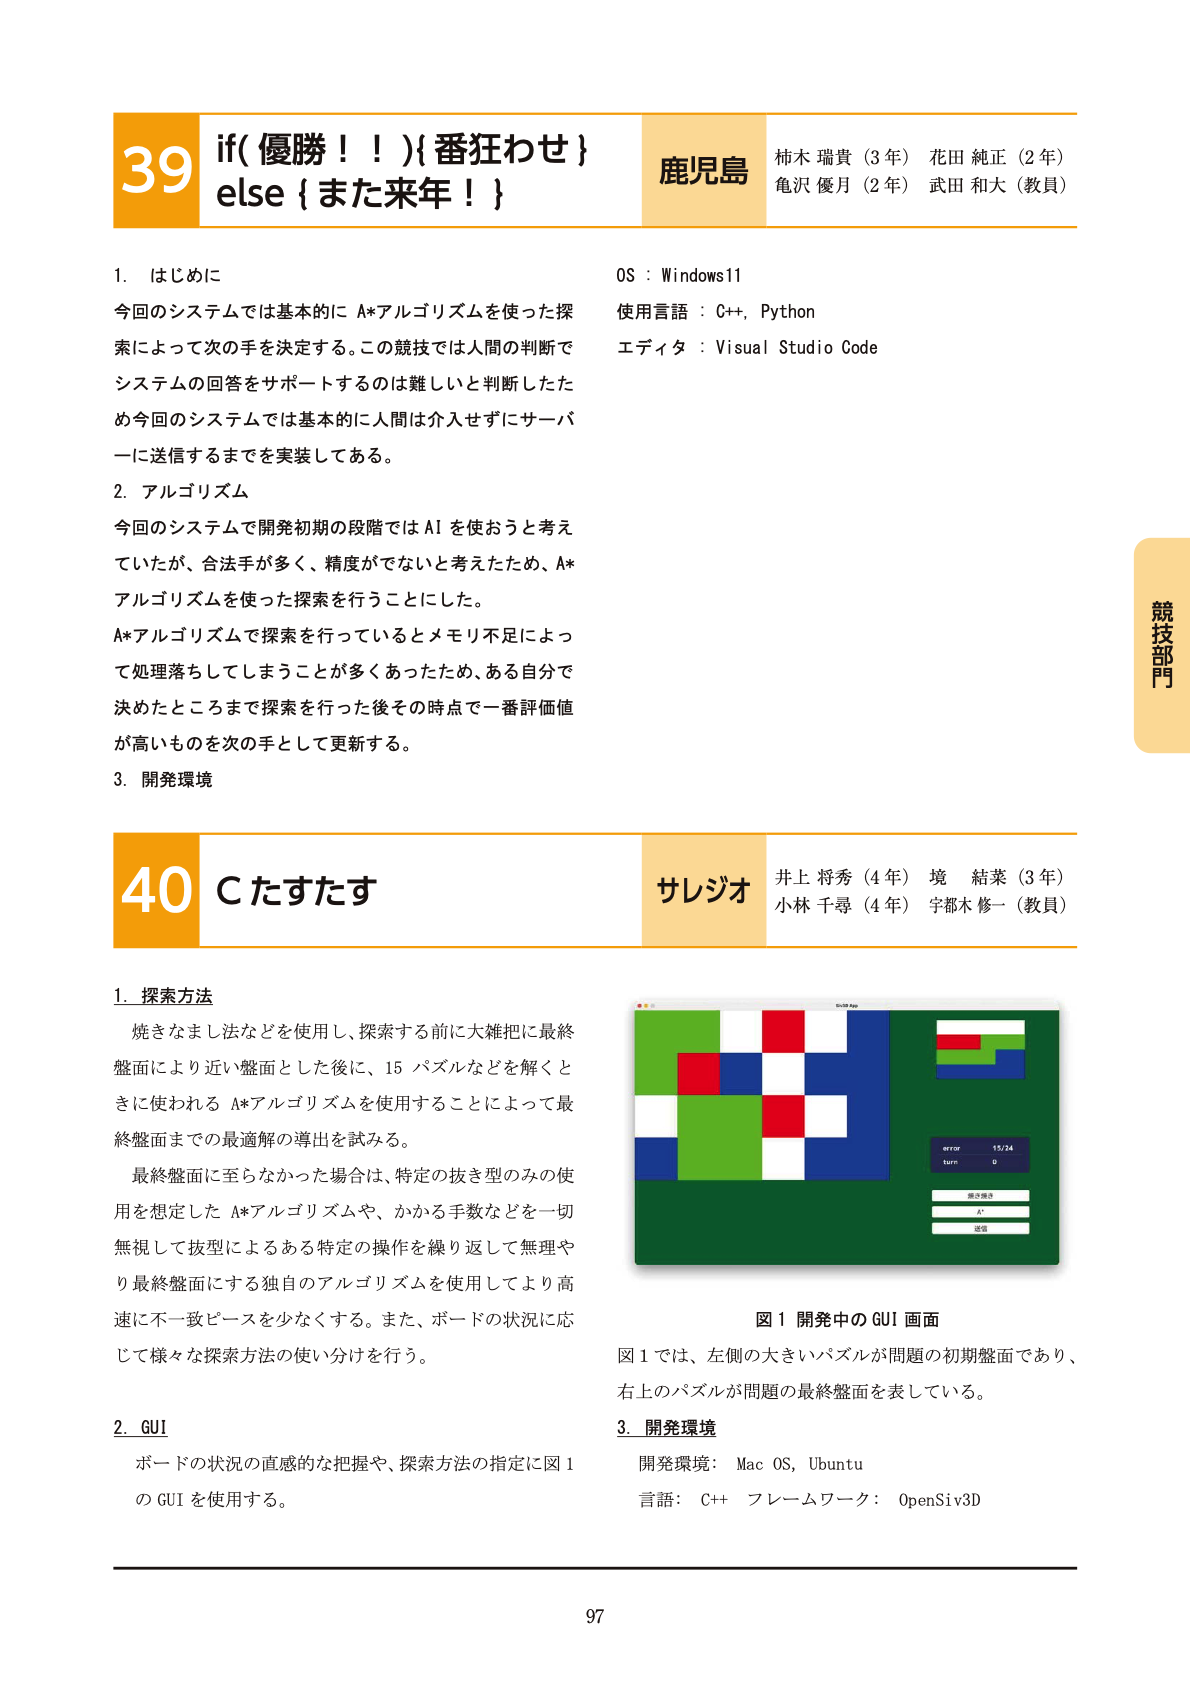 39
if( 優勝！！ ){ 番狂わせ }
else { また来年！ }
鹿児島
柿木 瑞貴（3 年）　花田 純正（2 年）
亀沢 優月（2 年）　武田 和大（教員）
1.　はじめに
今回のシステムでは基本的に A*アルゴリズムを使った探
索によって次の手を決定する。この競技では人間の判断で
システムの回答をサポートするのは難しいと判断したた
め今回のシステムでは基本的に人間は介入せずにサーバ
ーに送信するまでを実装してある。
2. アルゴリズム
今回のシステムで開発初期の段階では AI を使おうと考え
ていたが、合法手が多く、精度がでないと考えたため、A*
アルゴリズムを使った探索を行うことにした。
A*アルゴリズムで探索を行っているとメモリ不足によっ
て処理落ちしてしまうことが多くあったため、ある自分で
決めたところまで探索を行った後その時点で一番評価値
が高いものを次の手として更新する。
3. 開発環境
OS : Windows11
使用言語 : C++, Python
エディタ : Visual Studio Code
競技部門
40
C たすたす
サレジオ
井上 将秀（4 年）　境　結菜（3 年）
小林 千尋（4 年）　宇都木 修一（教員）
1. 探索方法
焼きなまし法などを使用し、探索する前に大雑把に最終
盤面により近い盤面とした後に、15 パズルなどを解くと
きに使われる A*アルゴリズムを使用することによって最
終盤面までの最適解の導出を試みる。
最終盤面に至らなかった場合は、特定の抜き型のみの使
用を想定した A*アルゴリズムや、かかる手数などを一切
無視して抜型によるある特定の操作を繰り返して無理や
り最終盤面にする独自のアルゴリズムを使用してより高
速に不一致ピースを少なくする。また、ボードの状況に応
じて様々な探索方法の使い分けを行う。
2. GUI
ボードの状況の直感的な把握や、探索方法の指定に図 1
の GUI を使用する。
Siv3D App
error 15/24
turn 0
焼き焼き
A*
送信
図 1 開発中の GUI 画面
図 1 では、左側の大きいパズルが問題の初期盤面であり、
右上のパズルが問題の最終盤面を表している。
3. 開発環境
開発環境： Mac OS, Ubuntu
言語： C++　フレームワーク： OpenSiv3D
97